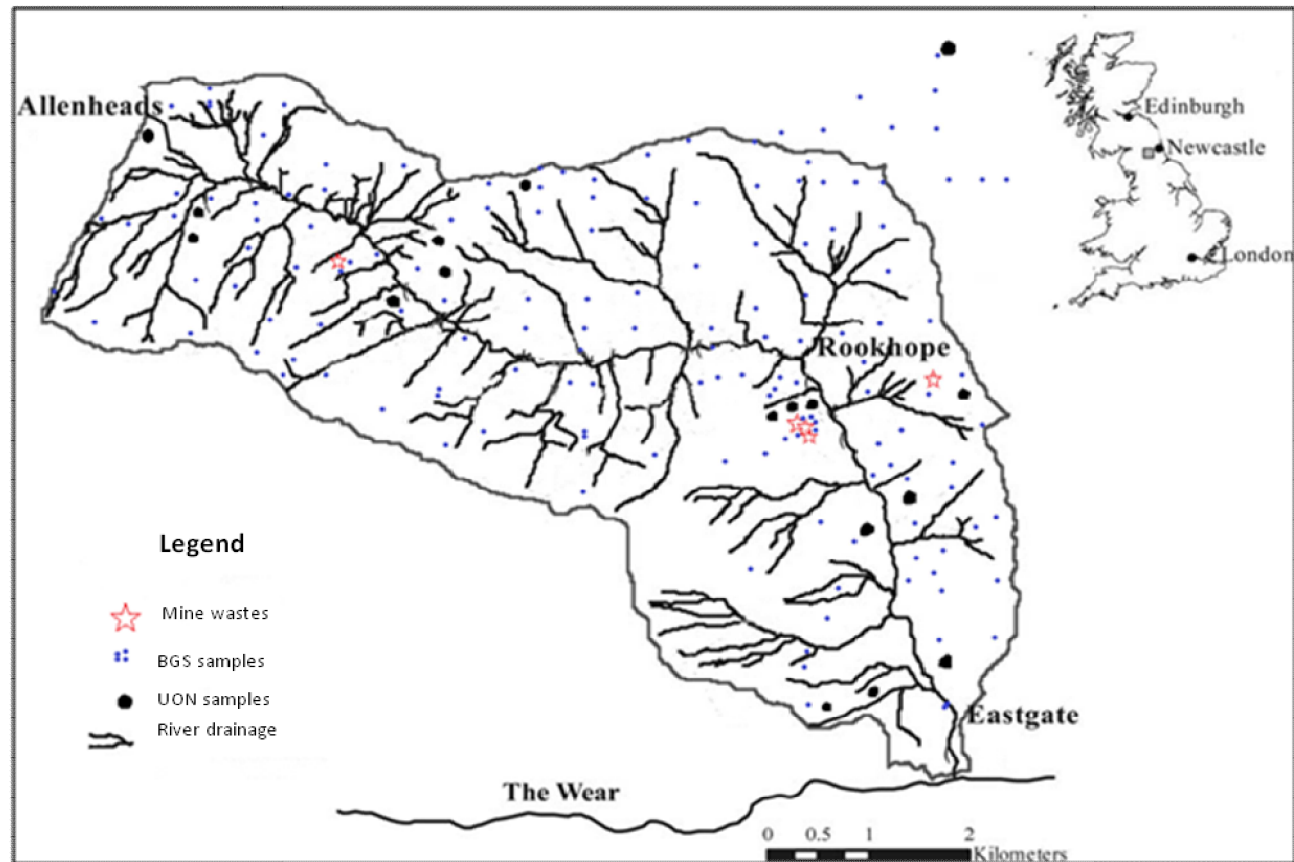 Allenheads
Edinburgh
Newcastle
London
Rookhope
Legend
Mine wastes
BGS samples
UON samples
River drainage
Eastgate
The Wear
0 0.5 1 2
Kilometers